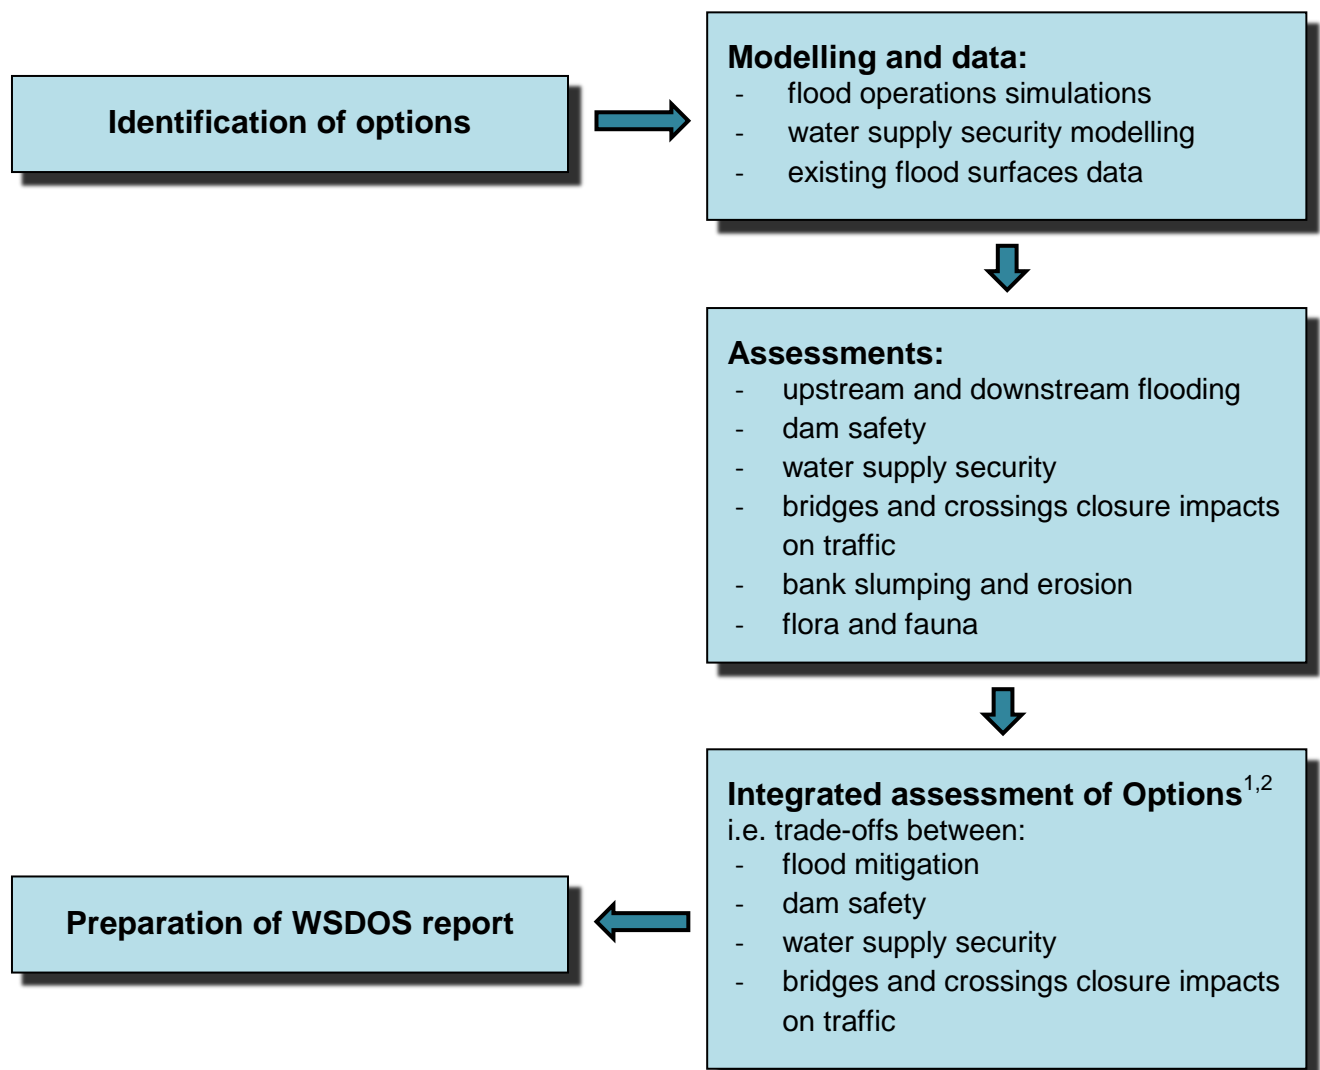 Identification of options
Modelling and data:
- flood operations simulations
- water supply security modelling
- existing flood surfaces data
Assessments:
- upstream and downstream flooding
- dam safety
- water supply security
- bridges and crossings closure impacts
on traffic
- bank slumping and erosion
- flora and fauna
Integrated assessment of Options1,2
i.e. trade-offs between:
- flood mitigation
- dam safety
- water supply security
- bridges and crossings closure impacts
on traffic
Preparation of WSDOS report